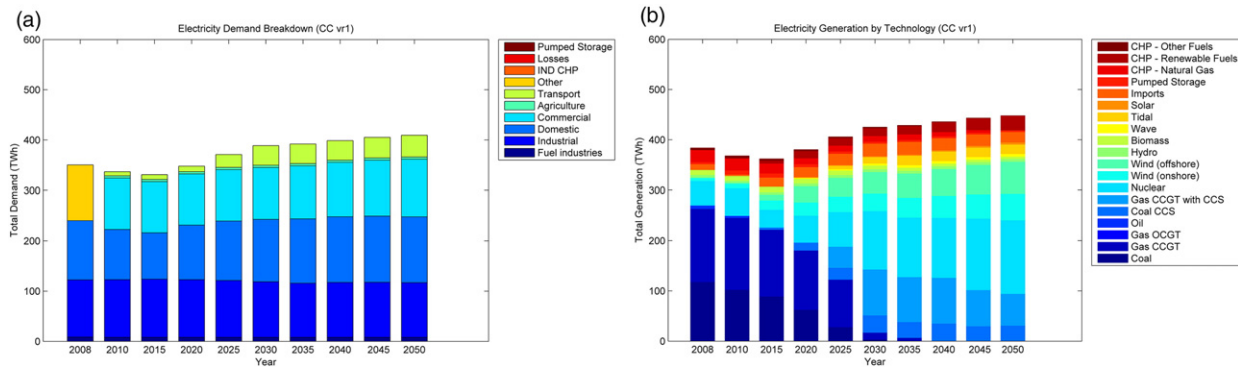 (a)
Electricity Demand Breakdown (CC vr1)
600
500
400
300
200
100
0
Total Demand (TWh)
2008 2010 2015 2020 2025 2030 2035 2040 2045 2050
Year
Pumped Storage
Losses
IND CHP
Other
Transport
Agriculture
Commercial
Domestic
Industrial
Fuel industries
(b)
Electricity Generation by Technology (CC vr1)
600
500
400
300
200
100
0
Total Generation (TWh)
2008 2010 2015 2020 2025 2030 2035 2040 2045 2050
Year
CHP - Other Fuels
CHP - Renewable Fuels
CHP - Natural Gas
Pumped Storage
Imports
Solar
Tidal
Wave
Biomass
Hydro
Wind (offshore)
Wind (onshore)
Nuclear
Gas CCGT with CCS
Coal CCS
Oil
Gas OCGT
Gas CCGT
Coal